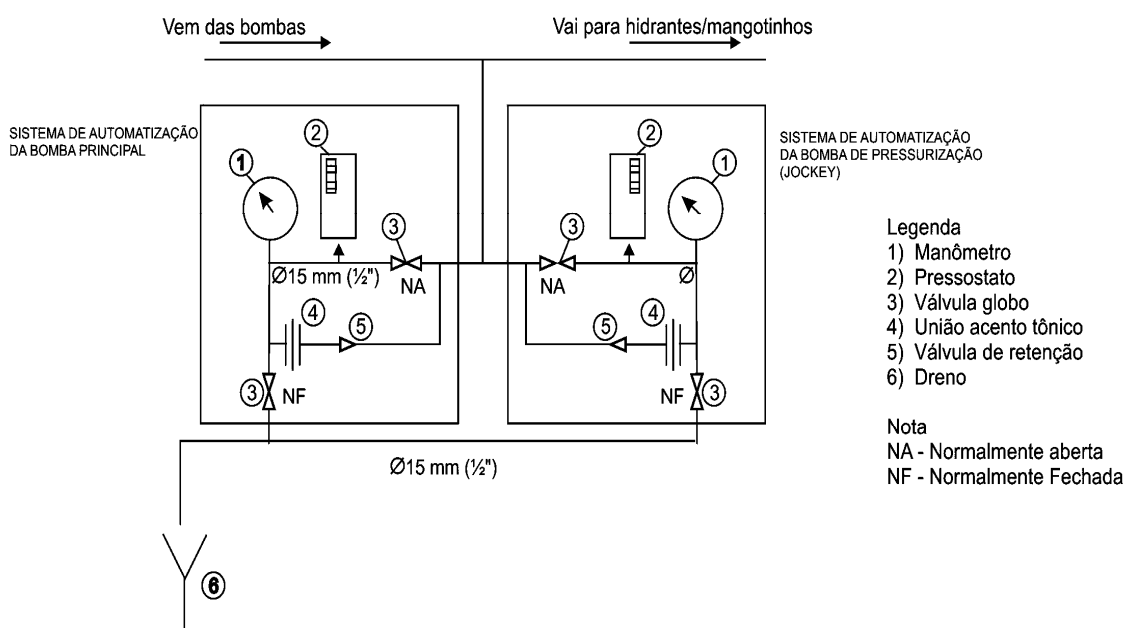 Vem das bombas
Vai para hidrantes/mangotinhos
SISTEMA DE AUTOMATIZAÇÃO
DA BOMBA PRINCIPAL
1
2
3
NA
Ø15 mm (½")
4
5
3
NF
2
1
3
NA
Ø
5
4
NF
3
SISTEMA DE AUTOMATIZAÇÃO
DA BOMBA DE PRESSURIZAÇÃO
(JOCKEY)
Ø15 mm (½")
6
Legenda
1) Manômetro
2) Pressostato
3) Válvula globo
4) União acento tônico
5) Válvula de retenção
6) Dreno
Nota
NA - Normalmente aberta
NF - Normalmente Fechada